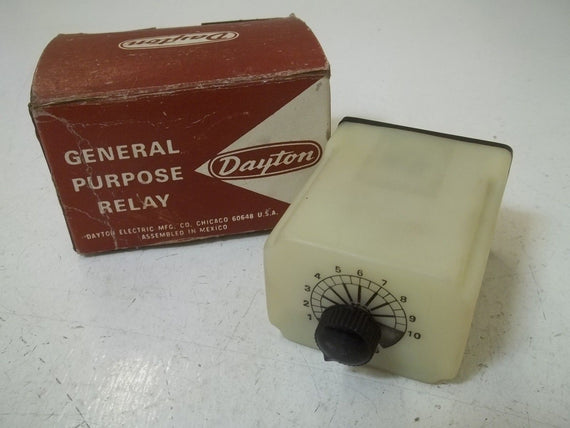 Dayton
GENERAL
PURPOSE
RELAY
Dayton
DAYTON ELECTRIC MFG. CO. CHICAGO 60648 U.S.A.
ASSEMBLED IN MEXICO
1 2 3 4 5 6 7 8 9 10